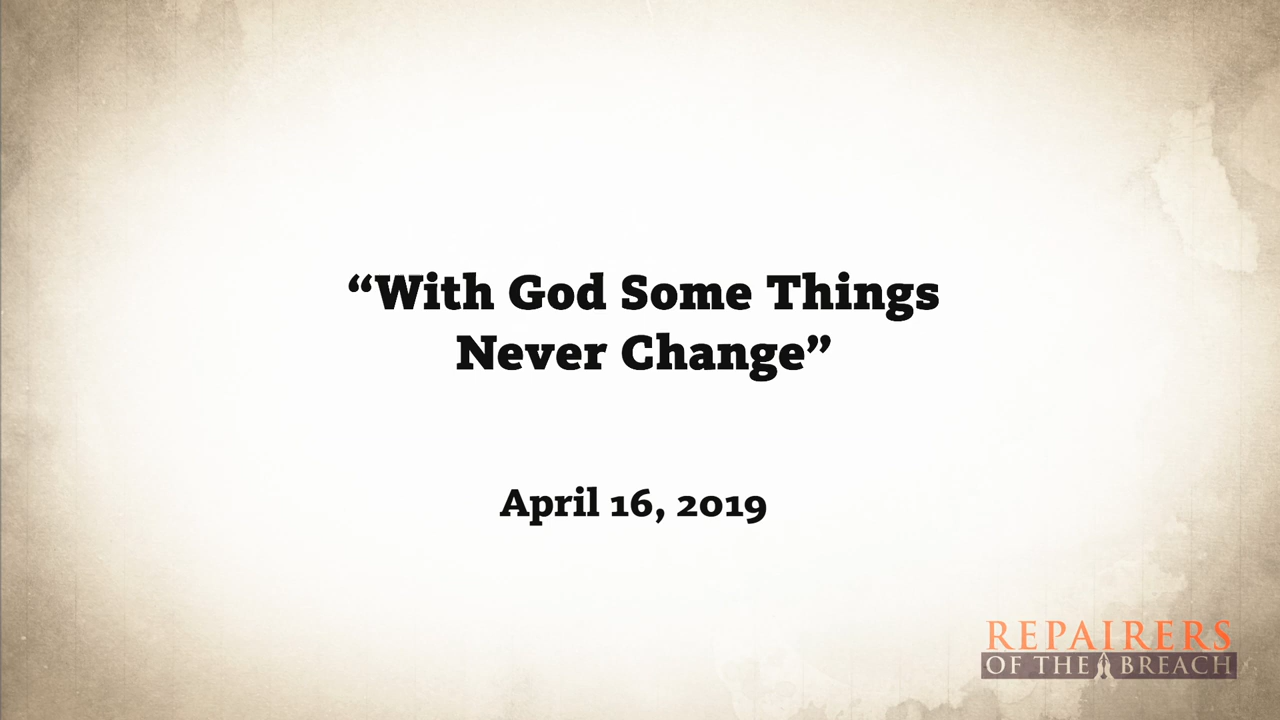 “With God Some Things
Never Change”
April 16, 2019
REPAIRERS
OF THE BREACH